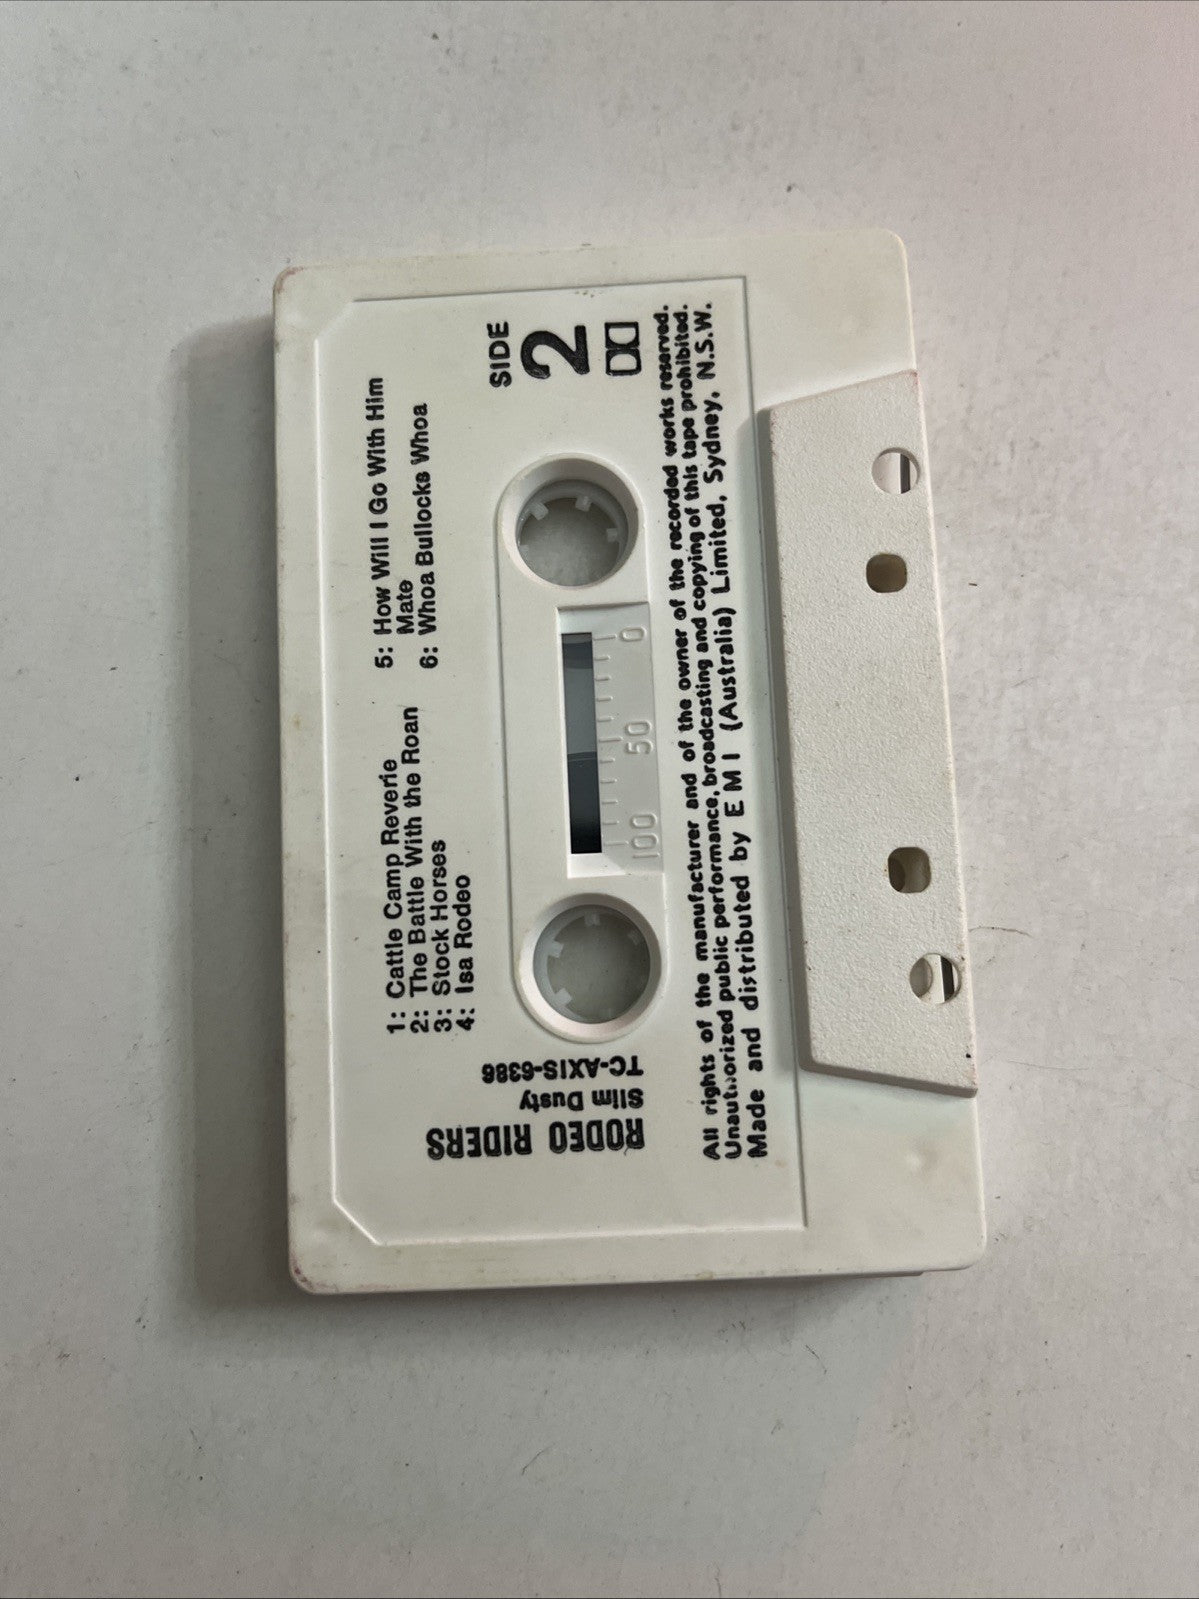 RODEO RIDERS
Slim Dusty
TC-AXIS-6386
1: Cattle Camp Reverie
2: The Battle With the Roan
3: Stock Horses
4: Isa Rodeo
5: How Will I Go With Him
Mate
6: Whoa Bullocks Whoa
SIDE
2
100 50 0
All rights of the manufacturer and of the owner of the recorded works reserved.
Unauthorized public performance, broadcasting and copying of this tape prohibited.
Made and distributed by E M I (Australia) Limited, Sydney, N.S.W.